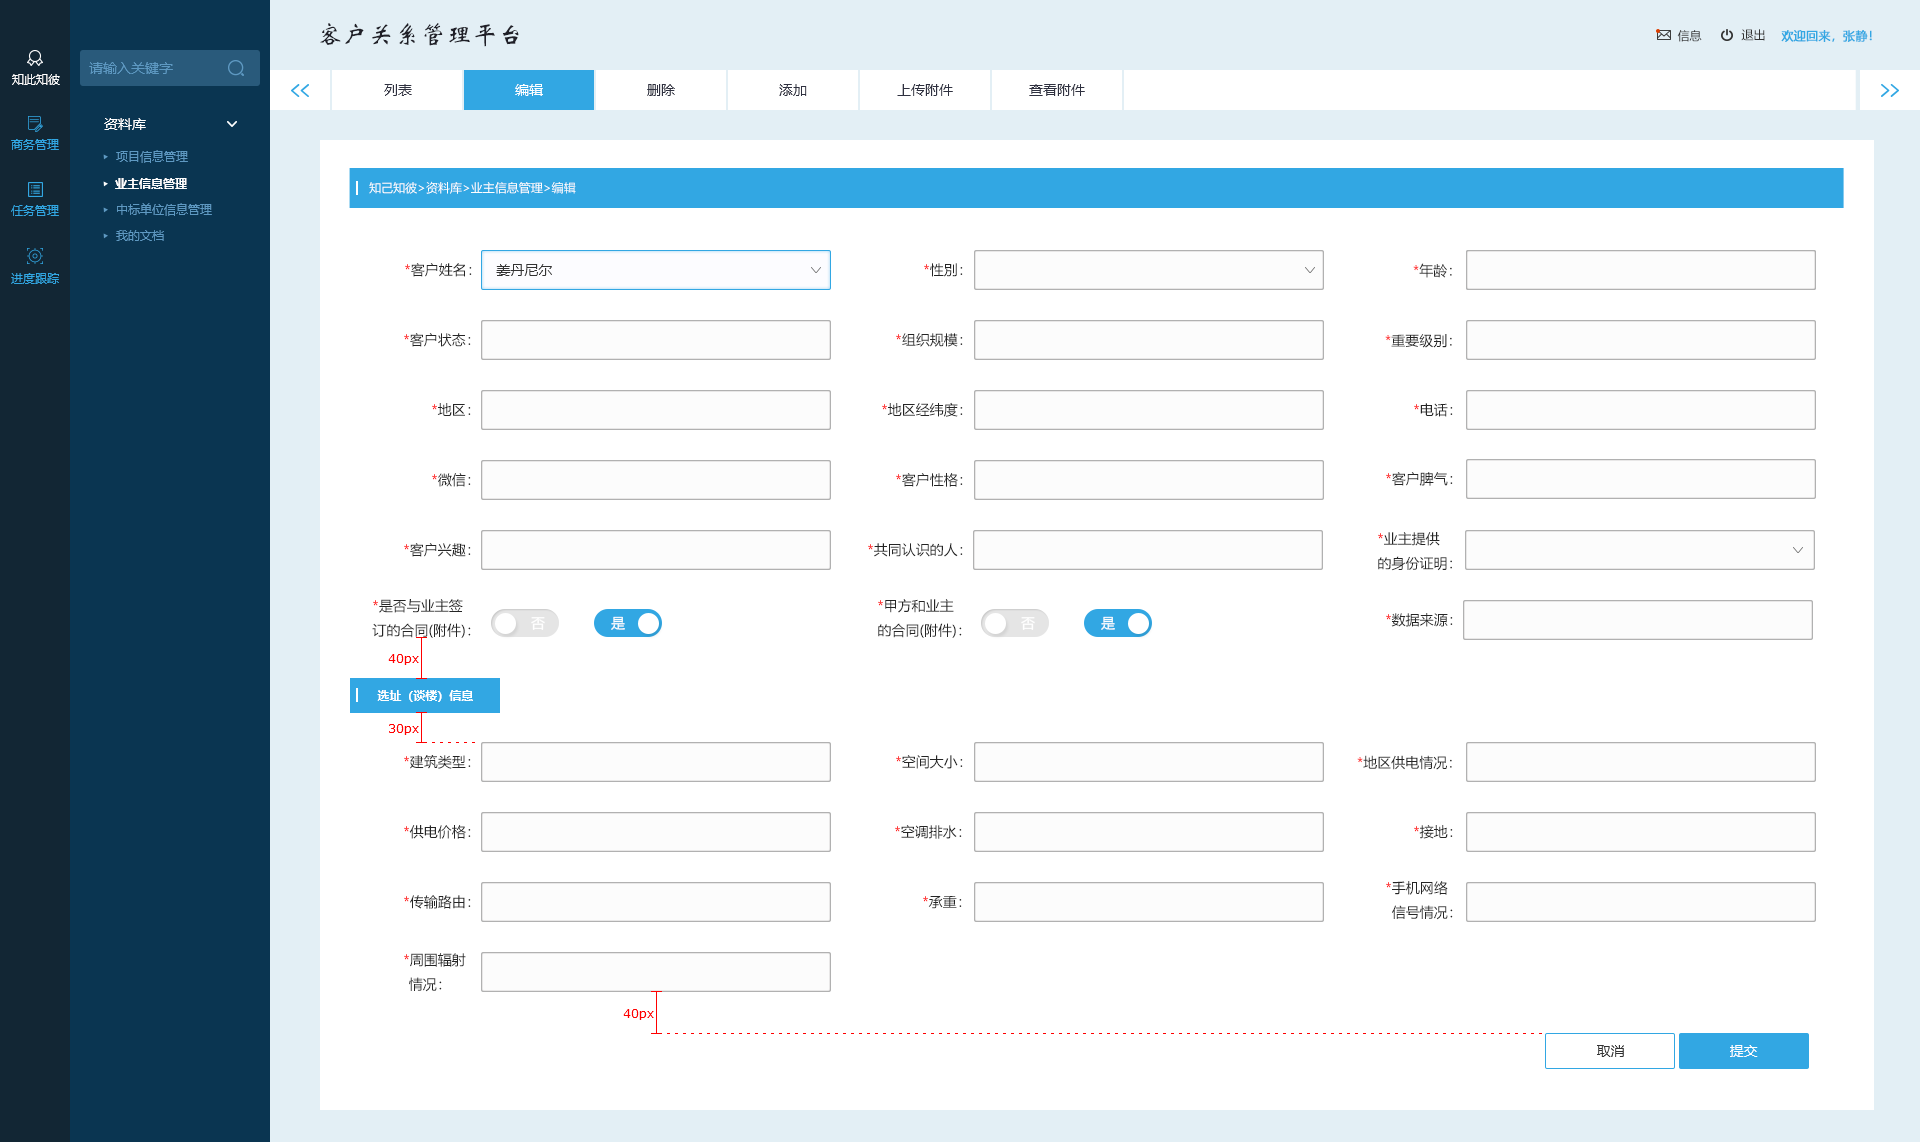 客户关系管理平台
信息
退出
欢迎回来，张静！
知此知彼
商务管理
任务管理
进度跟踪
请输入关键字
资料库
项目信息管理
业主信息管理
中标单位信息管理
我的文档
列表
编辑
删除
添加
上传附件
查看附件
知己知彼>资料库>业主信息管理>编辑
*客户姓名：
姜丹尼尔
*性别：
*年龄：
*客户状态：
*组织规模：
*重要级别：
*地区：
*地区经纬度：
*电话：
*微信：
*客户性格：
*客户脾气：
*客户兴趣：
*共同认识的人：
*业主提供
的身份证明：
*是否与业主签
订的合同(附件)：
否
是
*甲方和业主
的合同(附件)：
否
是
*数据来源：
40px
选址（谈楼）信息
30px
*建筑类型：
*空间大小：
*地区供电情况：
*供电价格：
*空调排水：
*接地：
*传输路由：
*承重：
*手机网络
信号情况：
*周围辐射
情况：
40px
取消
提交